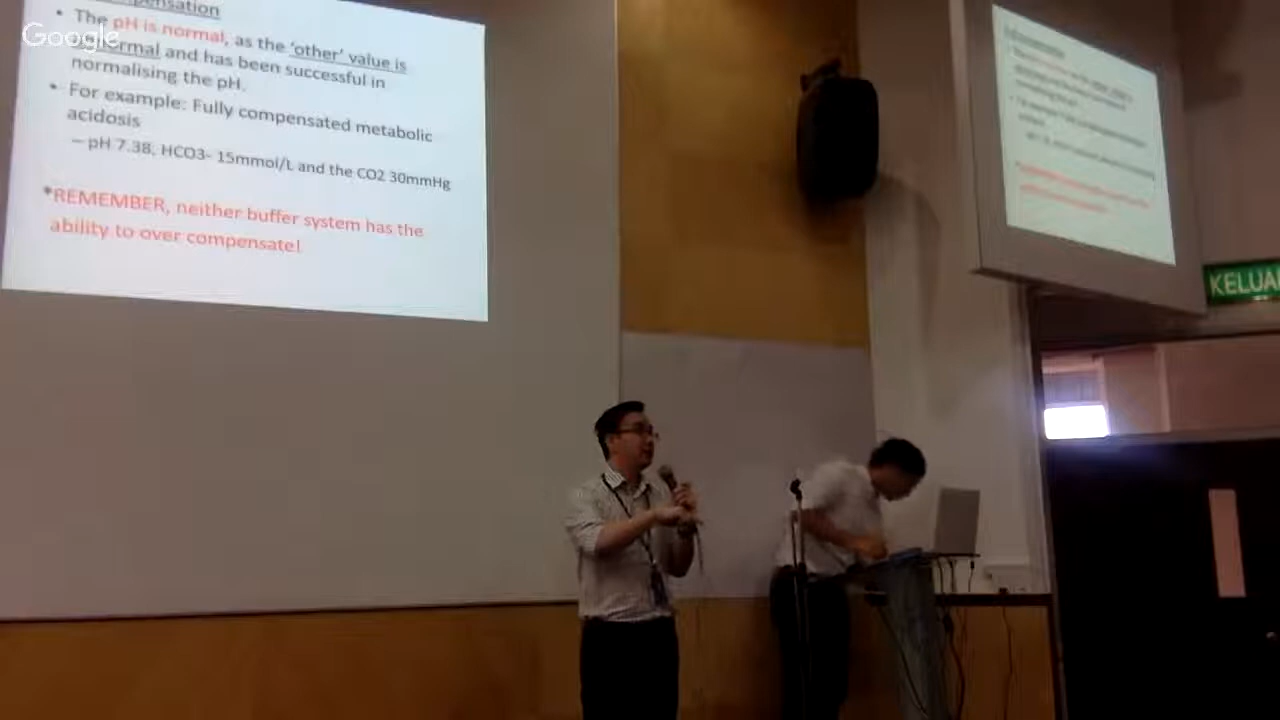 Google
pensation
• The pH is normal, as the 'other' value is
normal and has been successful in
normalising the pH.
• For example: Fully compensated metabolic
acidosis
– pH 7.38, HCO3- 15mmol/L and the CO2 30mmHg
*REMEMBER, neither buffer system has the
ability to over compensate!
KELUA